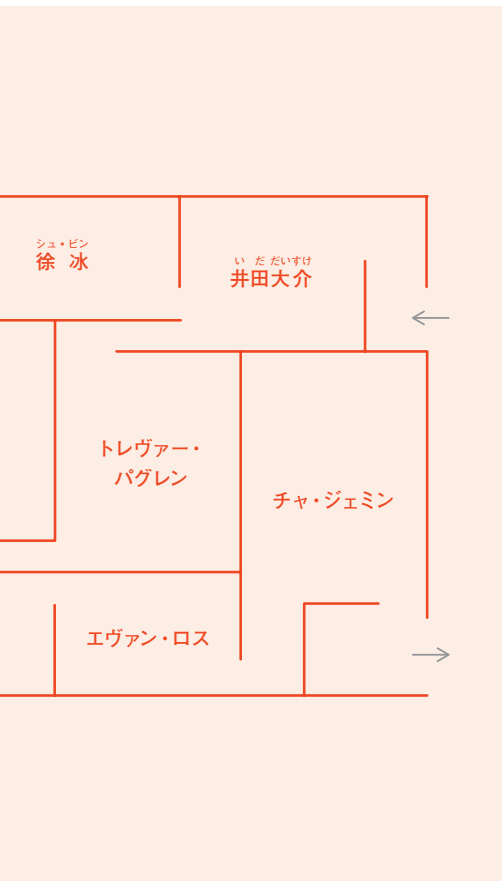 シュ・ビン
徐 冰
い だ だいすけ
井田大介
トレヴァー・
パグレン
チャ・ジェミン
エヴァン・ロス